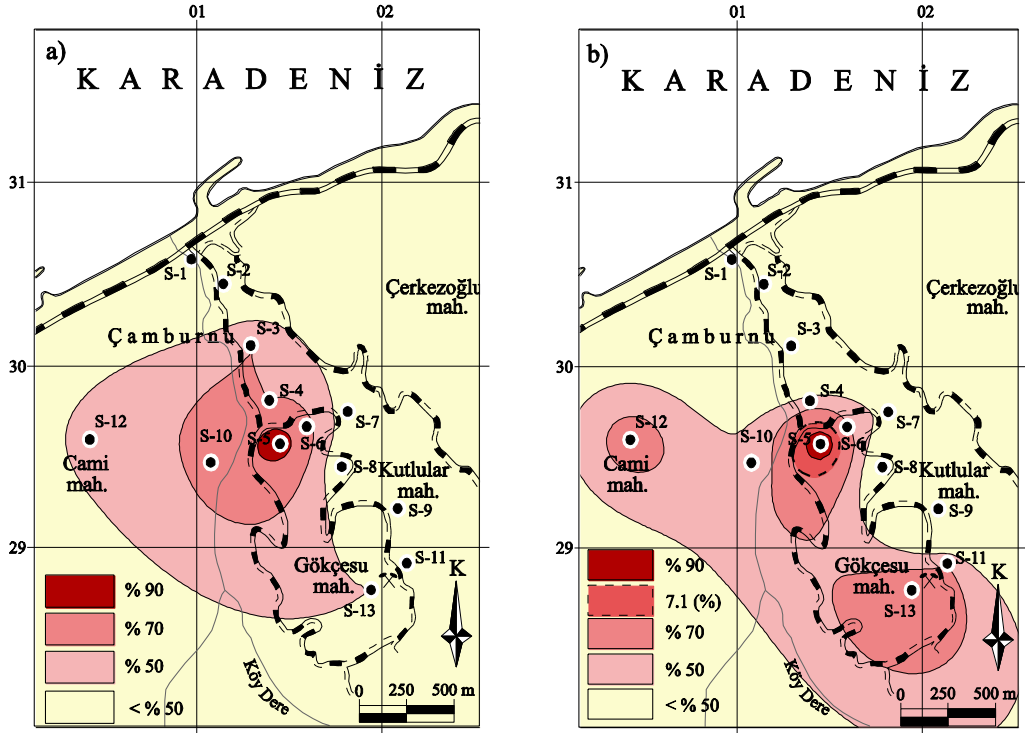 01 02
a)
K A R A D E N İ Z
31
S-1
S-2
Çerkezoğlu
mah.
Çamburnu
S-3
30
S-4
S-12
S-10
S-5
S-6
S-7
Cami
mah.
S-8
Kutlular
mah.
S-9
29
Gökçesu
mah.
S-11
S-13
K
% 90
% 70
% 50
< % 50
Köy Dere
0 250 500 m
01 02
b)
K A R A D E N İ Z
31
S-1
S-2
Çerkezoğlu
mah.
Çamburnu
S-3
30
S-4
S-12
S-10
S-5
S-6
S-7
Cami
mah.
S-8
Kutlular
mah.
S-9
29
Gökçesu
mah.
S-11
S-13
K
% 90
7.1 (%)
% 70
% 50
< % 50
Köy Dere
0 250 500 m